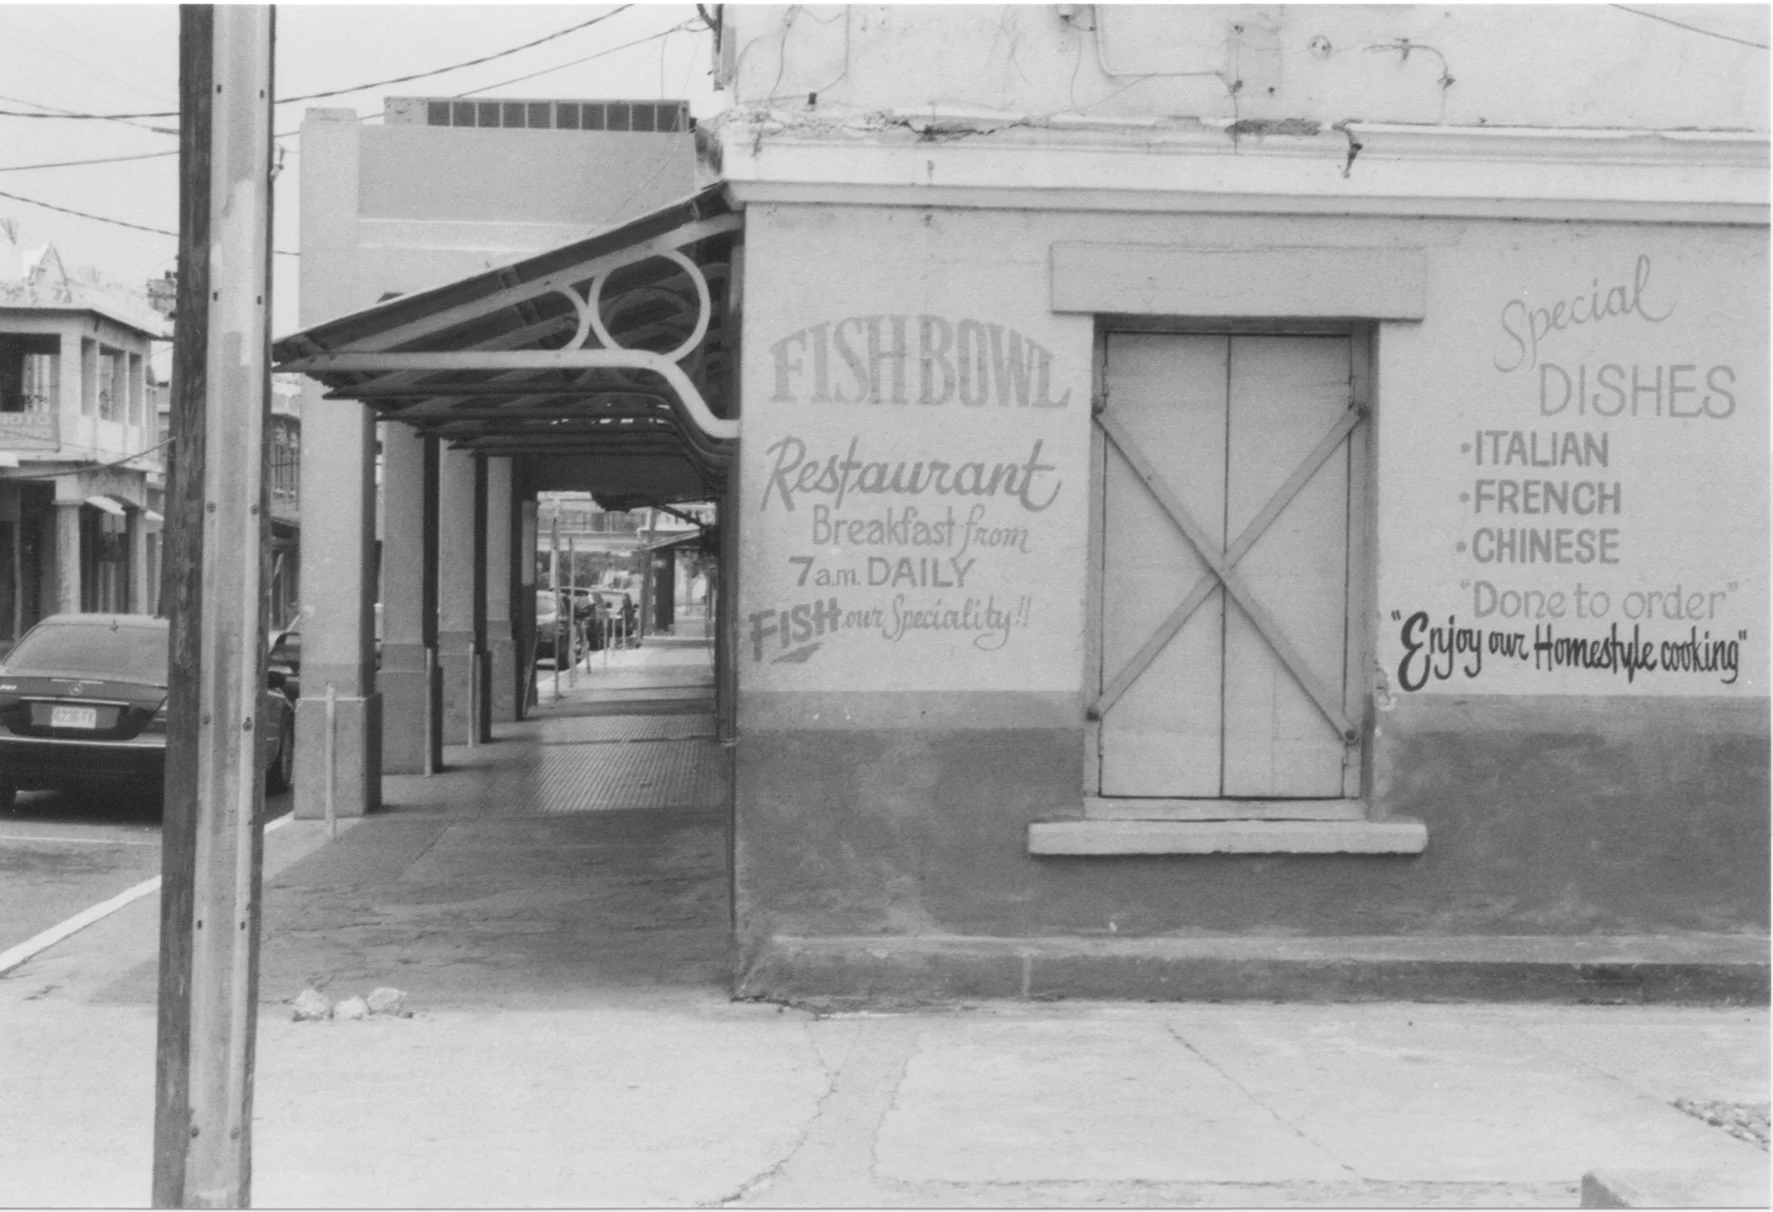 FISH BOWL
Restaurant
Breakfast from
7a.m. DAILY
FISH our Speciality!!
Special
DISHES
•ITALIAN
•FRENCH
•CHINESE
"Done to order"
"Enjoy our Homestyle cooking"